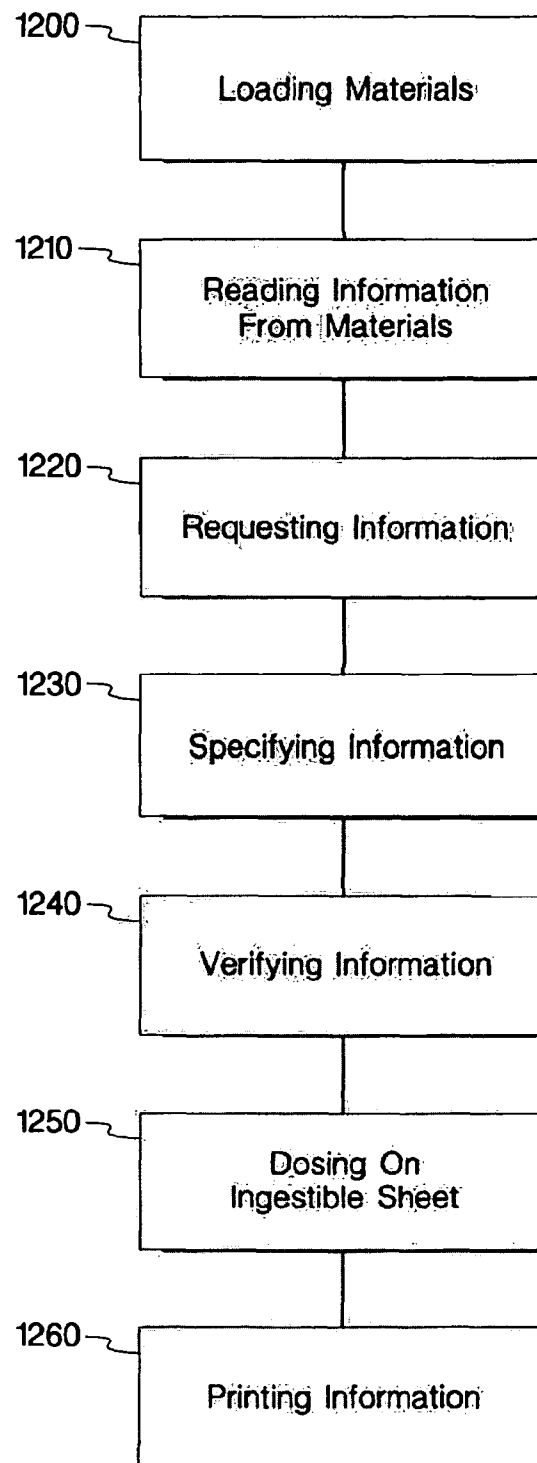 1200
Loading Materials
1210
Reading Information
From Materials
1220
Requesting Information
1230
Specifying Information
1240
Verifying Information
1250
Dosing On
Ingestible Sheet
1260
Printing Information